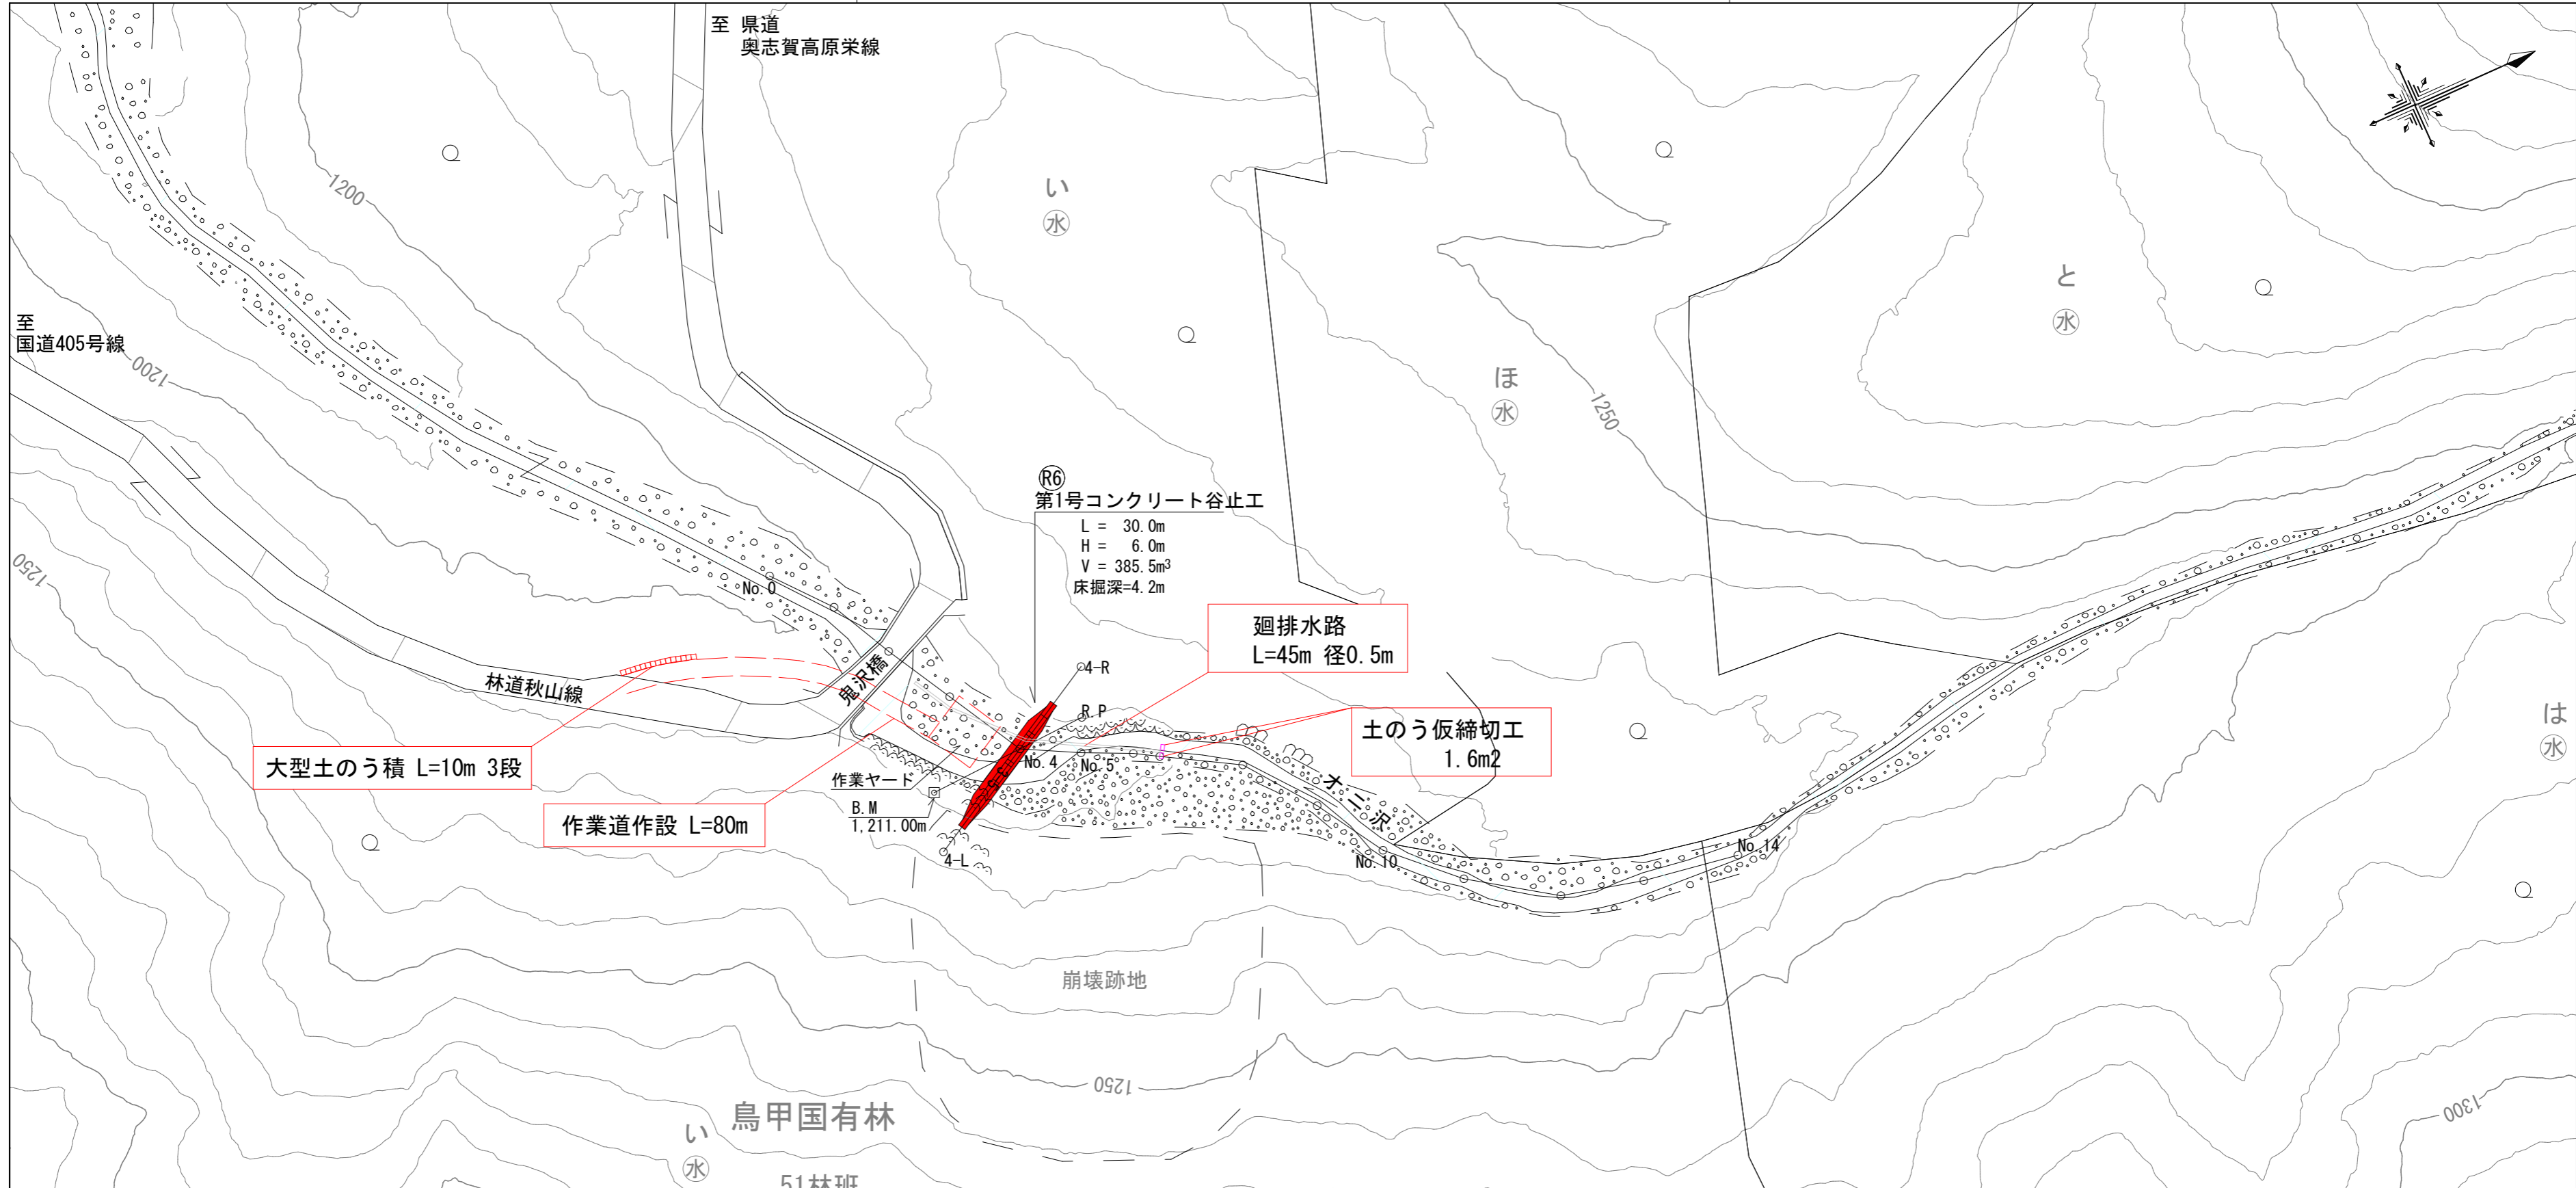 至 県道
奥志賀高原栄線
1200
い
水
と
水
至
国道405号線
1200
ほ
水
1250
R6
第1号コンクリート谷止工
L = 30.0m
H = 6.0m
V = 385.5m³
床掘深=4.2m
1250
No.0
廻排水路
L=45m 径0.5m
4-R
鬼沢橋
林道秋山線
R.P
は
水
土のう仮締切工
1.6m2
大型土のう積 L=10m 3段
No.4
No.5
作業ヤード
オニ沢
B.M
1,211.00m
作業道作設 L=80m
4-L
No.10
No.14
崩壊跡地
1250
鳥甲国有林
1300
い
水
51林班